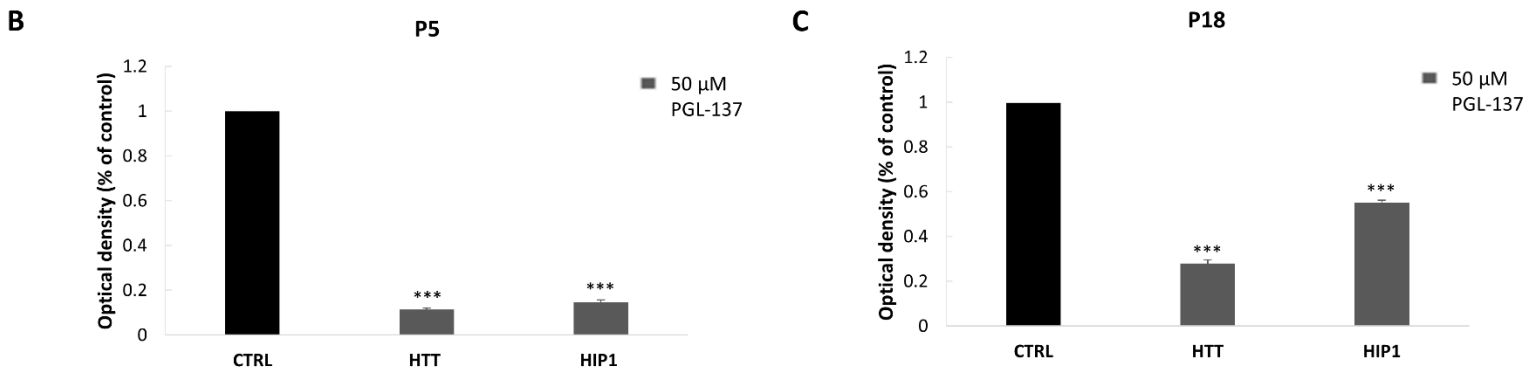 B
P5
Optical density (% of control)
1.2
1
0.8
0.6
0.4
0.2
0
***
***
CTRL
HTT
HIP1
50 µM
PGL-137
C
P18
Optical density (% of control)
1.2
1
0.8
0.6
0.4
0.2
0
***
***
CTRL
HTT
HIP1
50 µM
PGL-137